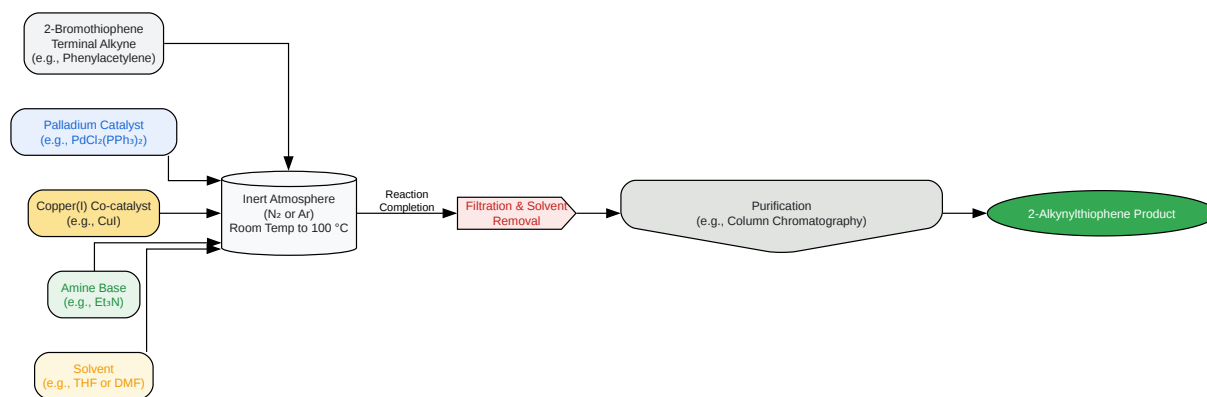 2-Bromothiophene
Terminal Alkyne
(e.g., Phenylacetylene)
Palladium Catalyst
(e.g., PdCl₂(PPh₃)₂)
Copper(I) Co-catalyst
(e.g., CuI)
Amine Base
(e.g., Et₃N)
Solvent
(e.g., THF or DMF)
Inert Atmosphere
(N₂ or Ar)
Room Temp to 100 °C
Reaction
Completion
Filtration & Solvent
Removal
Purification
(e.g., Column Chromatography)
2-Alkynylthiophene Product